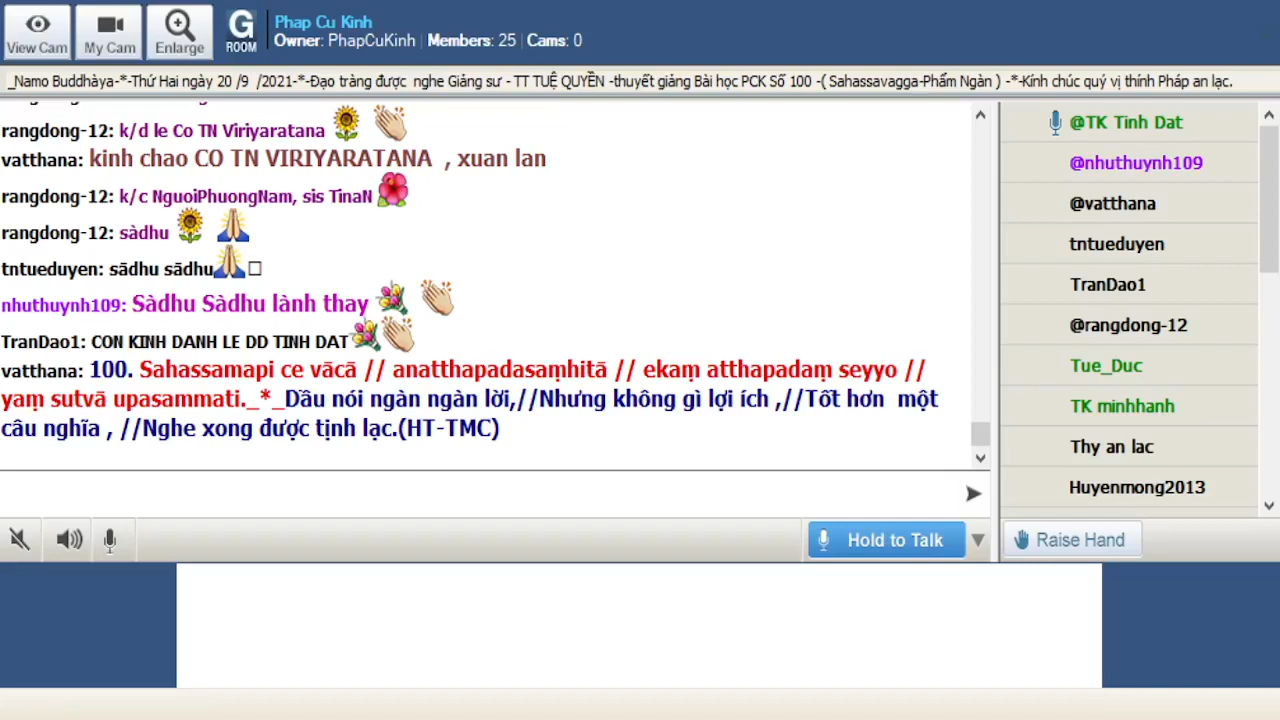 View Cam
My Cam
Enlarge
G
ROOM
Phap Cu Kinh
Owner: PhapCuKinh | Members: 25 | Cams: 0
_Namo Buddhàya-*-Thứ Hai ngày 20 /9 /2021-*-Đạo tràng được nghe Giảng sư - TT TUỆ QUYỀN -thuyết giảng Bài học PCK Số 100 -( Sahassavagga-Phẩm Ngàn ) -*-Kính chúc quý vị thính Pháp an lạc.
rangdong-12: k/d le Co TN Viriyaratana
vatthana: kinh chao CO TN VIRIYARATANA , xuan lan
rangdong-12: k/c NguoiPhuongNam, sis TinaN
rangdong-12: sàdhu
tntueduyen: sādhu sādhu
nhuthuynh109: Sàdhu Sàdhu lành thay
TranDao1: CON KINH DANH LE DD TINH DAT
vatthana: 100. Sahassamapi ce vācā // anatthapadasaṃhitā // ekaṃ atthapadaṃ seyyo //
yaṃ sutvā upasammati._*_Dầu nói ngàn ngàn lời,//Nhưng không gì lợi ích ,//Tốt hơn một
câu nghĩa , //Nghe xong được tịnh lạc.(HT-TMC)
@TK Tinh Dat
@nhuthuynh109
@vatthana
tntueduyen
TranDao1
@rangdong-12
Tue_Duc
TK minhhanh
Thy an lac
Huyenmong2013
Hold to Talk
Raise Hand